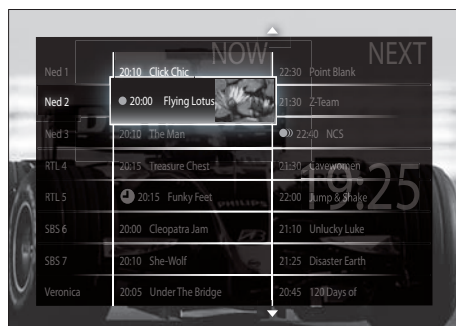 NOW NEXT
Ned 1 20:10 Click Chic 22:30 Point Blank
Ned 2 20:00 Flying Lotus 21:30 Z-Team
Ned 3 20:10 The Man 22:40 NCS
RTL 4 20:15 Treasure Chest 21:30 Cavewomen
19:25
RTL 5 20:15 Funky Feet 22:00 Jump & Shake
PHILIPS
SBS 6 20:00 Cleopatra Jam 21:10 Unlucky Luke
SBS 7 20:10 She-Wolf 21:25 Disaster Earth
Veronica 20:05 Under The Bridge 20:45 120 Days of